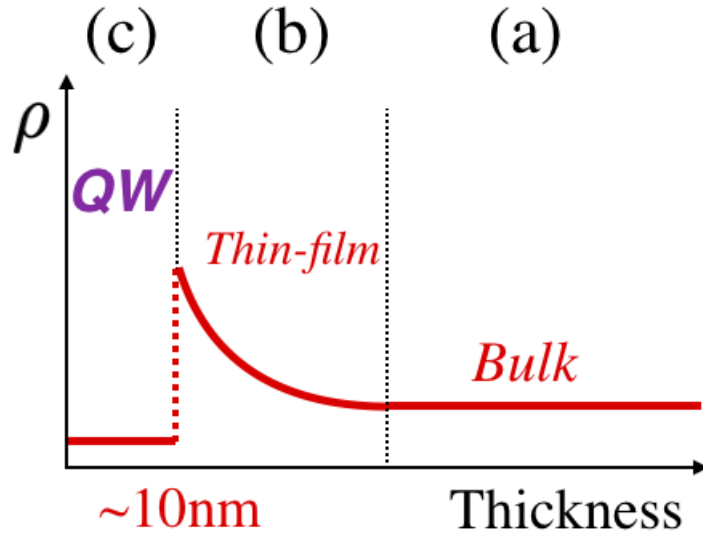 (c) (b) (a)
ρ
QW
Thin-film
Bulk
~10nm Thickness